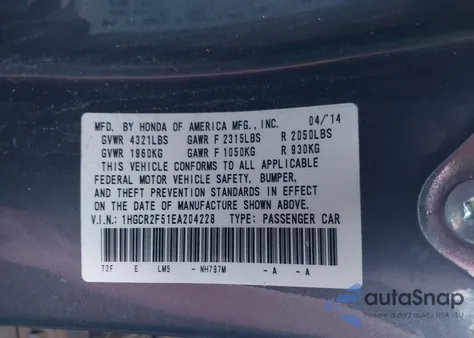 MFD. BY HONDA OF AMERICA MFG., INC. 04/'14
GVWR 4321LBS GAWR F 2315LBS R 2050LBS
GVWR 1960KG GAWR F 1050KG R 930KG
THIS VEHICLE CONFORMS TO ALL APPLICABLE
FEDERAL MOTOR VEHICLE SAFETY, BUMPER,
AND THEFT PREVENTION STANDARDS IN EFFECT
ON THE DATE OF MANUFACTURE SHOWN ABOVE.
V.I.N.: 1HGCR2F51EA204228 TYPE: PASSENGER CAR
T2F E LM5 - NH797M - A - A
autoSnap